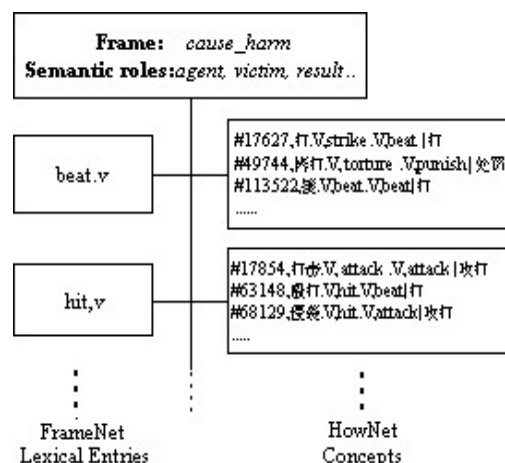 Frame: cause_harm
Semantic roles:agent, victim, result..
beat.v
#17627,打.V,strike .V,beat |打
#49744,拷打.V, torture .V,punish| 处罚
#113522,.V,beat.V,beat|打
......
hit,v
#17854,打击.V, attack .V, attack |攻打
#63148,殴打.V,hit.V,beat|打
#68129,侵袭.V,hit.V,attack|攻打
.....
FrameNet
Lexical Entries
HowNet
Concepts